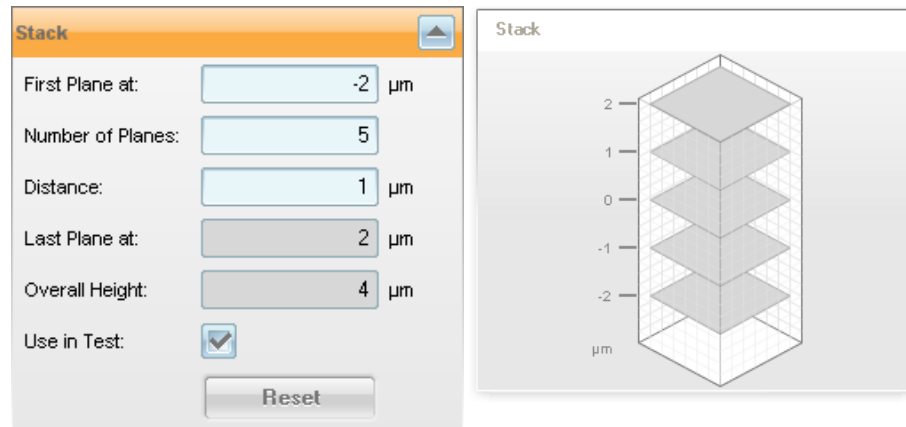 Stack
First Plane at: -2 µm
Number of Planes: 5
Distance: 1 µm
Last Plane at: 2 µm
Overall Height: 4 µm
Use in Test:
Reset
Stack
2
1
0
-1
-2
µm